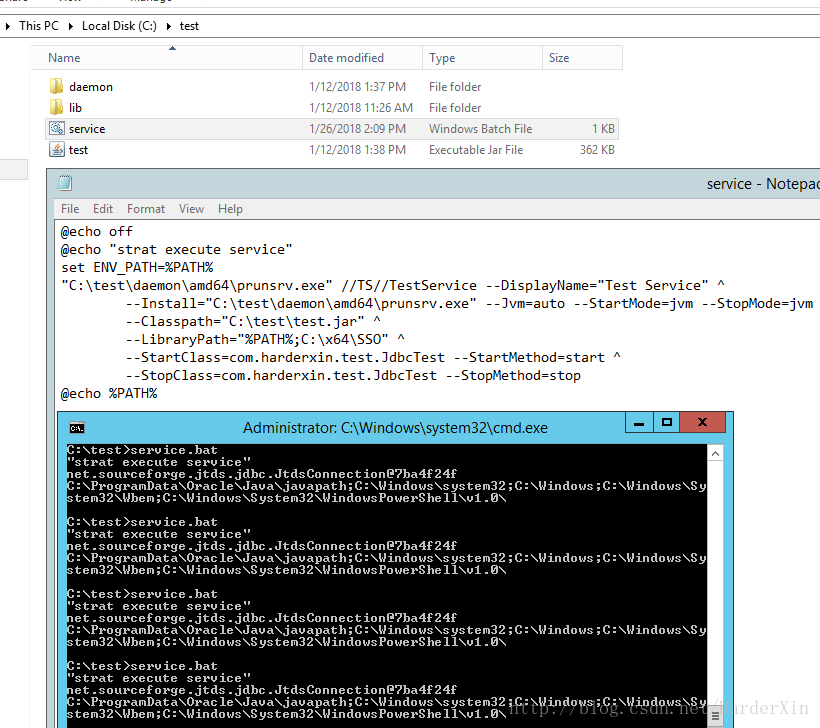 This PC ▸ Local Disk (C:) ▸ test
Name Date modified Type Size
daemon 1/12/2018 1:37 PM File folder
lib 1/12/2018 11:26 AM File folder
service 1/26/2018 2:09 PM Windows Batch File 1 KB
test 1/12/2018 1:38 PM Executable Jar File 362 KB
service - Notepad
File Edit Format View Help
@echo off
@echo "strat execute service"
set ENV_PATH=%PATH%
"C:\test\daemon\amd64\prunsrv.exe" //TS//TestService --DisplayName="Test Service" ^
--Install="C:\test\daemon\amd64\prunsrv.exe" --Jvm=auto --StartMode=jvm --StopMode=jvm
--Classpath="C:\test\test.jar" ^
--LibraryPath="%PATH%;C:\x64\SSO" ^
--StartClass=com.harderxin.test.JdbcTest --StartMethod=start ^
--StopClass=com.harderxin.test.JdbcTest --StopMethod=stop
@echo %PATH%
Administrator: C:\Windows\system32\cmd.exe
C:\test>service.bat
"strat execute service"
net.sourceforge.jtds.jdbc.JtdsConnection@7ba4f24f
C:\ProgramData\Oracle\Java\javapath;C:\Windows\system32;C:\Windows;C:\Windows\Sy
stem32\Wbem;C:\Windows\System32\WindowsPowerShell\v1.0\
C:\test>service.bat
"strat execute service"
net.sourceforge.jtds.jdbc.JtdsConnection@7ba4f24f
C:\ProgramData\Oracle\Java\javapath;C:\Windows\system32;C:\Windows;C:\Windows\Sy
stem32\Wbem;C:\Windows\System32\WindowsPowerShell\v1.0\
C:\test>service.bat
"strat execute service"
net.sourceforge.jtds.jdbc.JtdsConnection@7ba4f24f
C:\ProgramData\Oracle\Java\javapath;C:\Windows\system32;C:\Windows;C:\Windows\Sy
stem32\Wbem;C:\Windows\System32\WindowsPowerShell\v1.0\
C:\test>service.bat
"strat execute service"
net.sourceforge.jtds.jdbc.JtdsConnection@7ba4f24f
C:\ProgramData\Oracle\Java\javapath;C:\Windows\system32;C:\Windows;C:\Windows\Sy
stem32\Wbem;C:\Windows\System32\WindowsPowerShell\v1.0\
http://blog.csdn.net/HarderXin